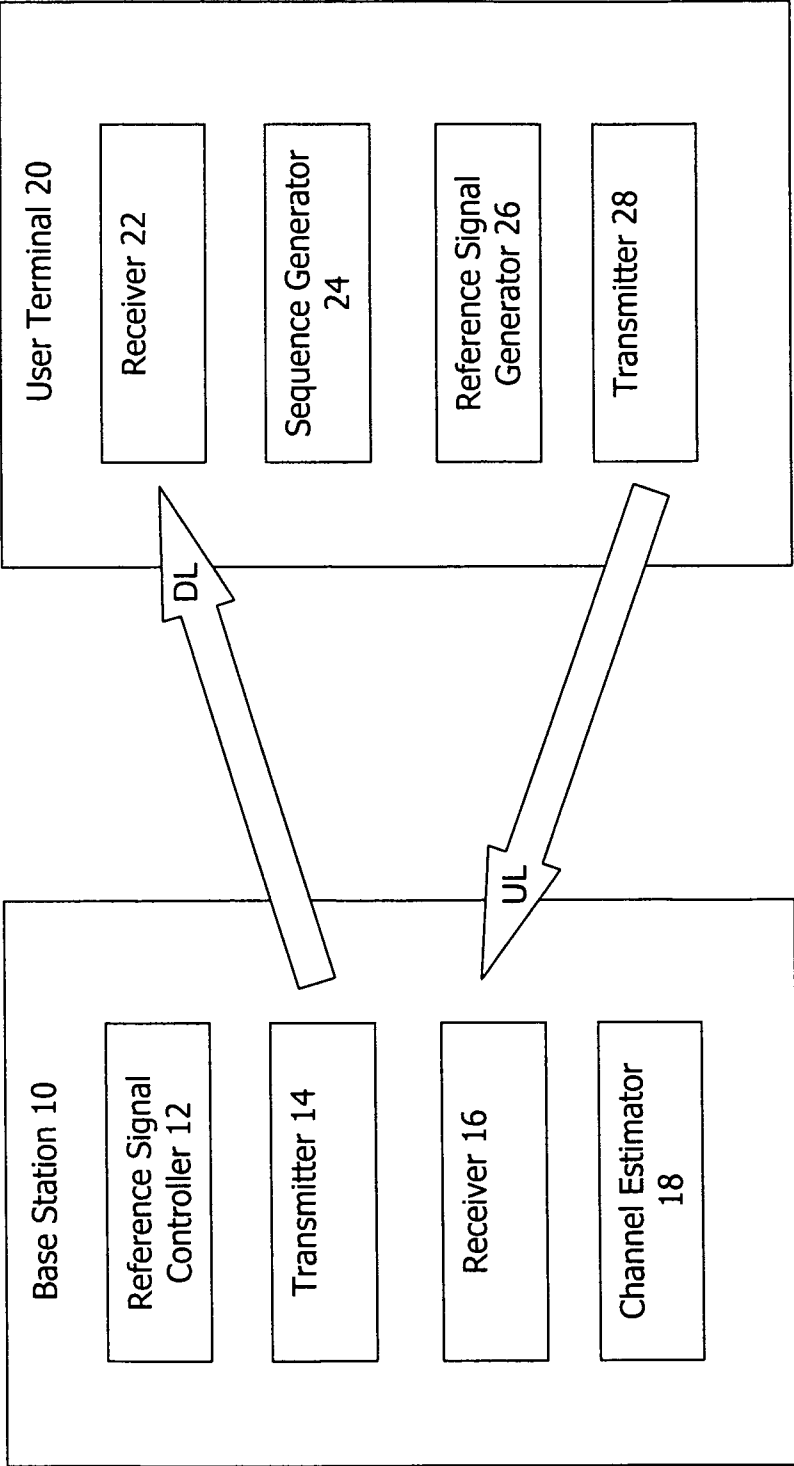 Base Station 10
Reference Signal
Controller 12
Transmitter 14
Receiver 16
Channel Estimator
18
DL
UL
User Terminal 20
Receiver 22
Sequence Generator
24
Reference Signal
Generator 26
Transmitter 28